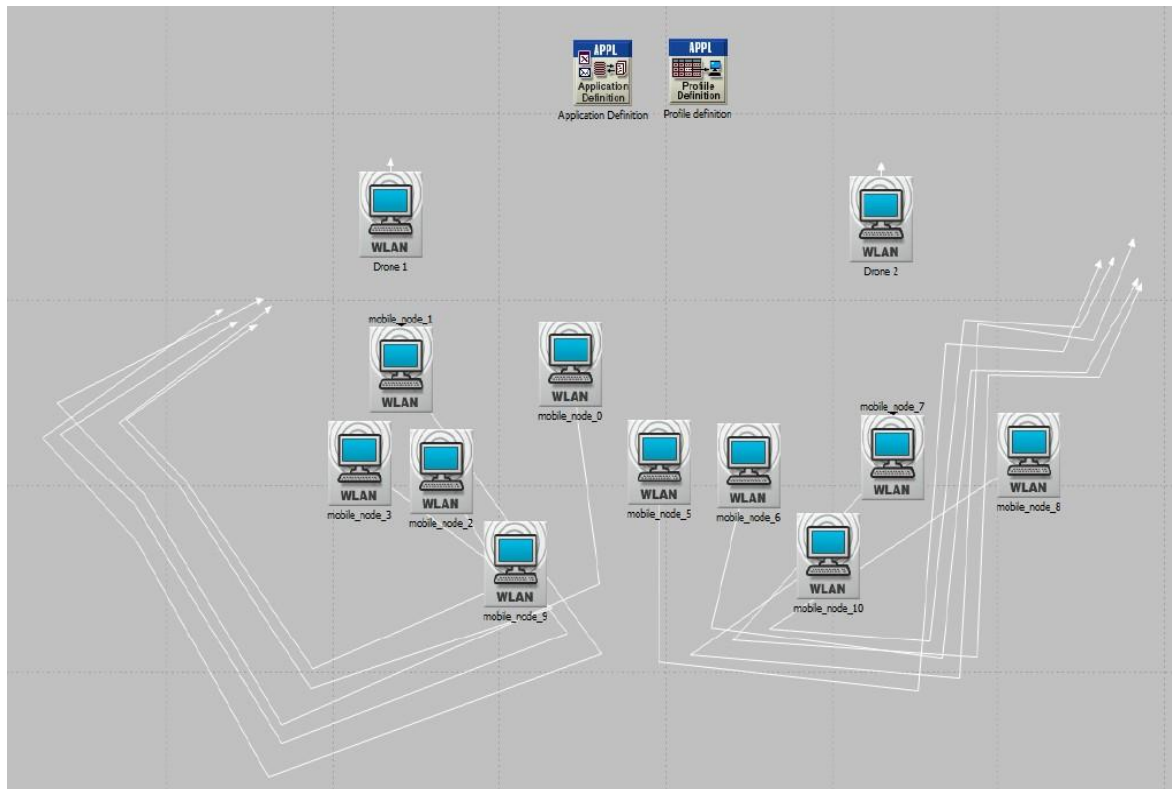 APPL
Application
Definition
Application Definition
APPL
Profile
Definition
Profile definition
WLAN
Drone 1
WLAN
Drone 2
mobile_node_1
WLAN
WLAN
mobile_node_0
WLAN
mobile_node_3
WLAN
mobile_node_2
WLAN
mobile_node_5
WLAN
mobile_node_6
mobile_node_7
WLAN
WLAN
mobile_node_8
WLAN
mobile_node_9
WLAN
mobile_node_10